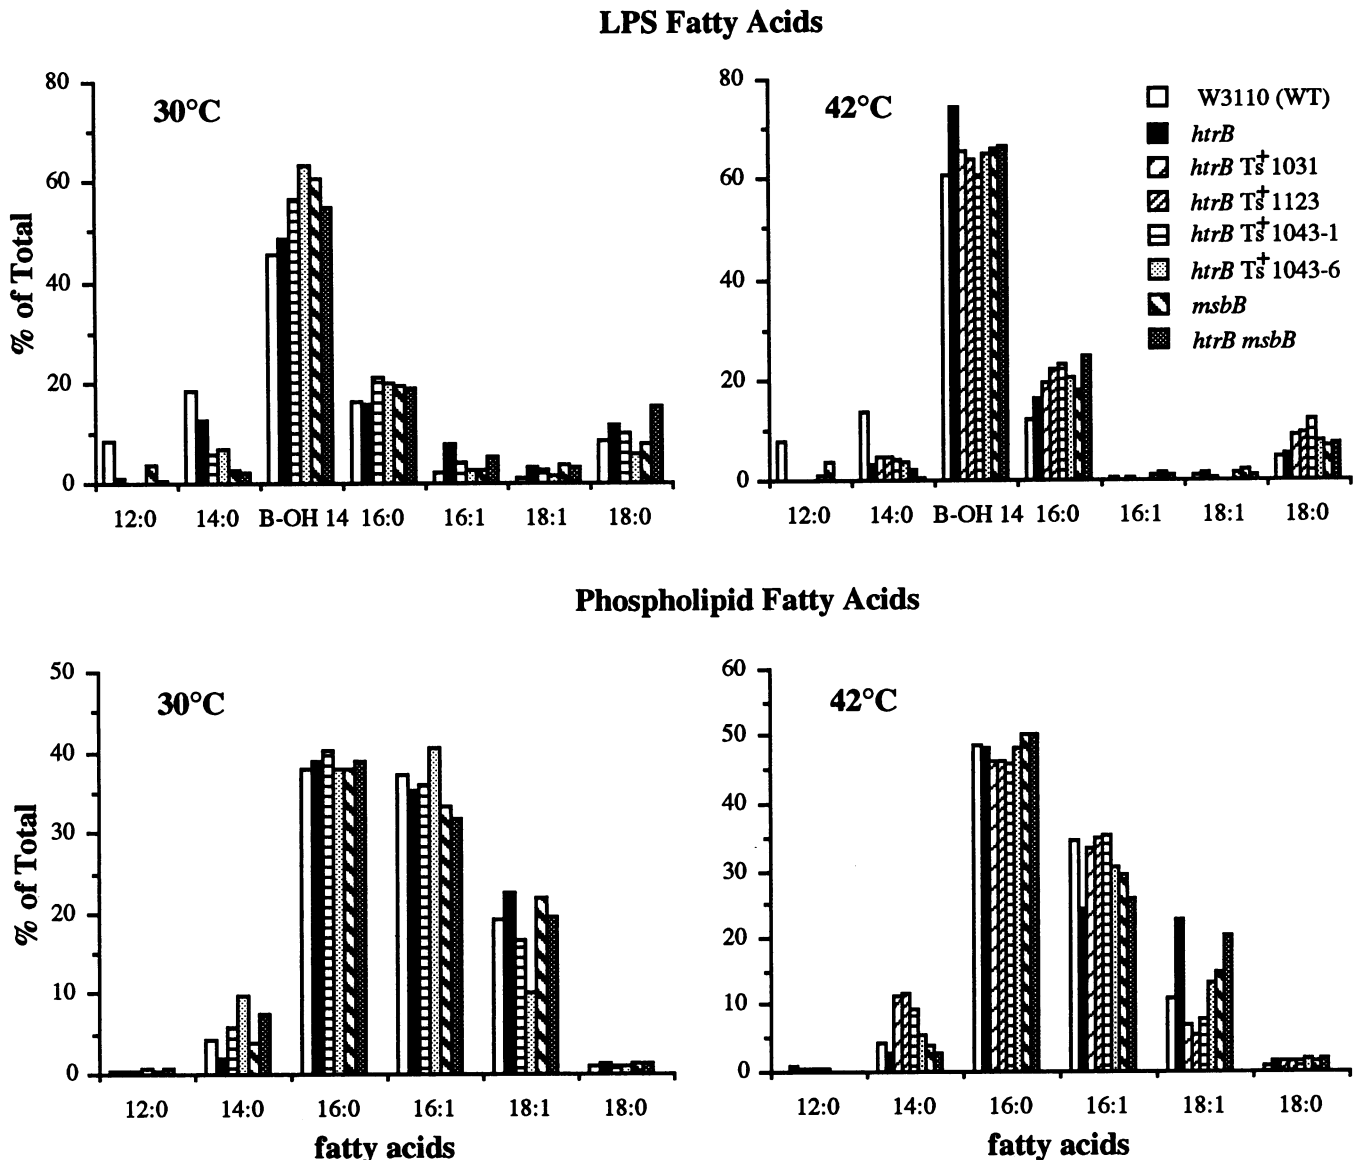 LPS Fatty Acids
30°C
% of Total
80
60
40
20
0
12:0 14:0 B-OH 14 16:0 16:1 18:1 18:0
42°C
80
60
40
20
0
12:0 14:0 B-OH 14 16:0 16:1 18:1 18:0
W3110 (WT)
htrB
htrB Ts+ 1031
htrB Ts+ 1123
htrB Ts+ 1043-1
htrB Ts+ 1043-6
msbB
htrB msbB
Phospholipid Fatty Acids
30°C
% of Total
50
40
30
20
10
0
12:0 14:0 16:0 16:1 18:1 18:0
fatty acids
42°C
60
50
40
30
20
10
0
12:0 14:0 16:0 16:1 18:1 18:0
fatty acids